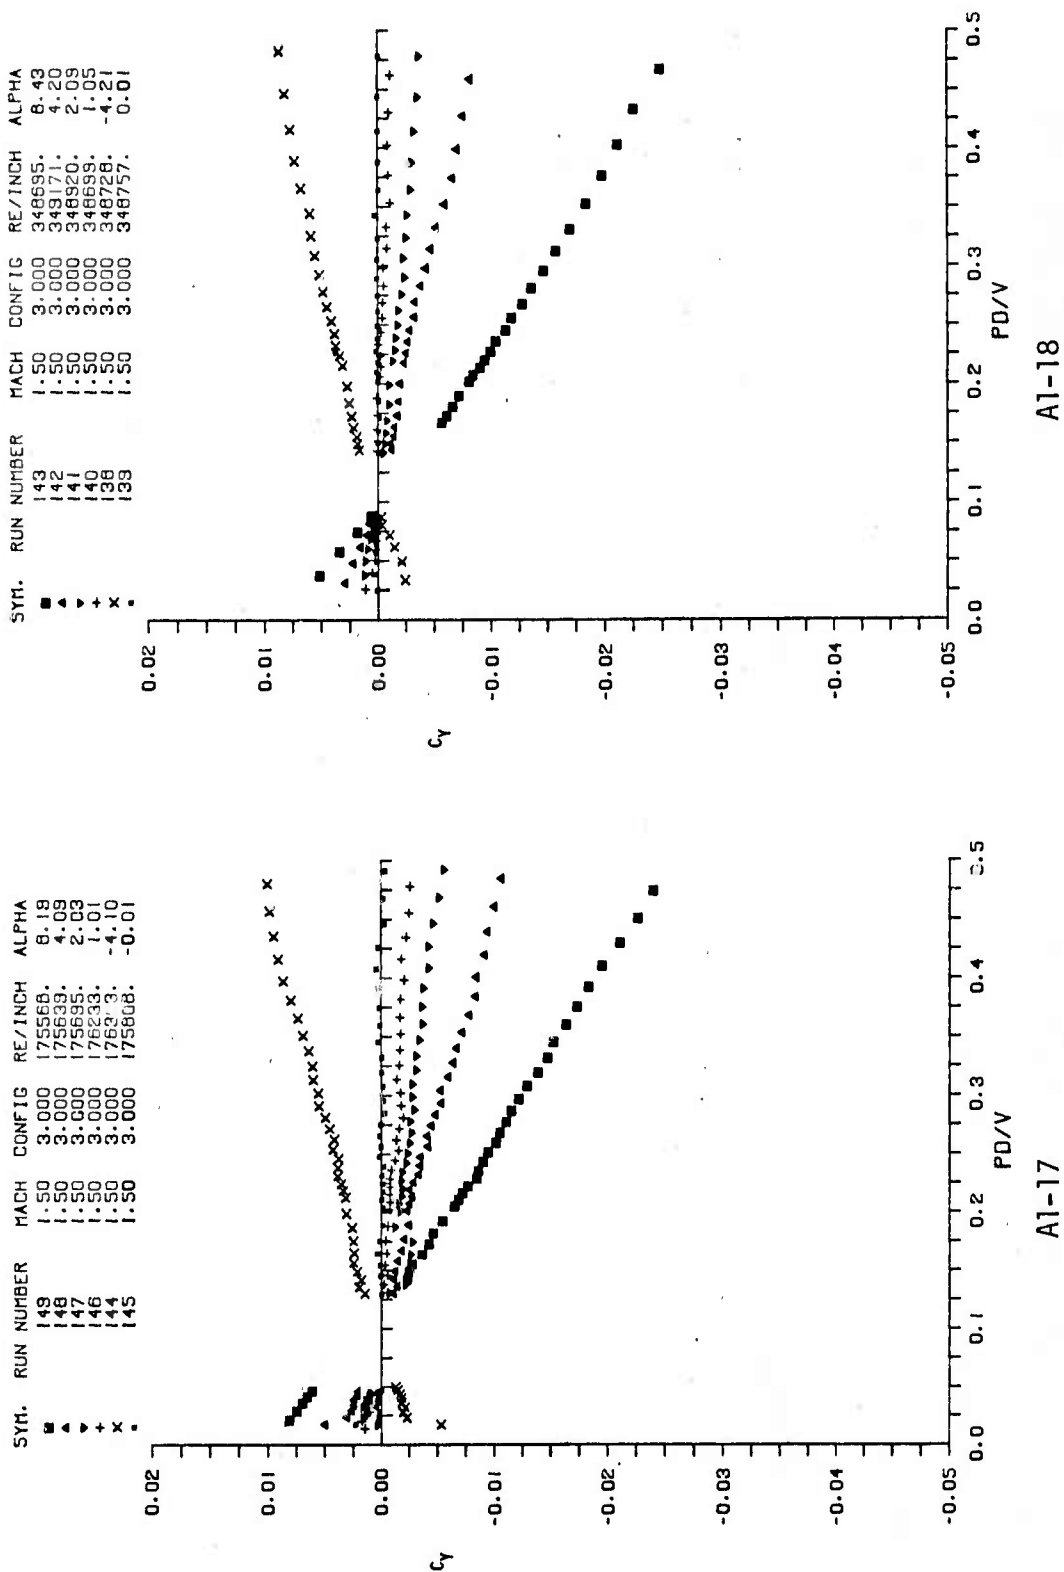 SYM. RUN NUMBER MACH CONFIG RE/INCH ALPHA
149 1.50 3.000 175568. 8.19
148 1.50 3.000 175639. 4.09
147 1.50 3.000 175695. 2.03
146 1.50 3.000 176233. 1.01
144 1.50 3.000 -4.10
145 1.50 3.000 175808. -0.01
0.02
0.01
0.00
-0.01
-0.02
-0.03
-0.04
-0.05
CY
0.0 0.1 0.2 0.3 0.4 0.5
PD/V
A1-17
SYM. RUN NUMBER MACH CONFIG RE/INCH ALPHA
143 1.50 3.000 348695. 8.43
142 1.50 3.000 349171. 4.20
141 1.50 3.000 348920. 2.09
140 1.50 3.000 348699. 1.05
138 1.50 3.000 348728. -4.21
139 1.50 3.000 348757. 0.01
0.02
0.01
0.00
-0.01
-0.02
-0.03
-0.04
-0.05
CY
0.0 0.1 0.2 0.3 0.4 0.5
PD/V
A1-18